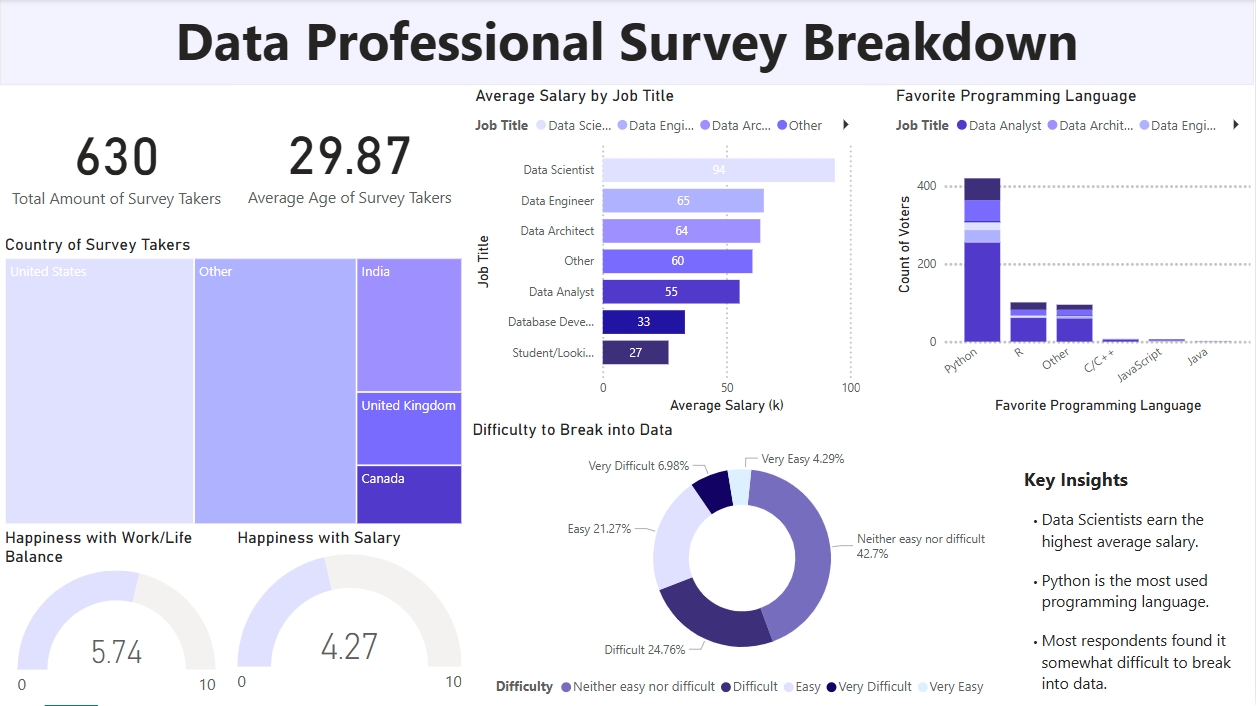 Data Professional Survey Breakdown
630
Total Amount of Survey Takers
29.87
Average Age of Survey Takers
Country of Survey Takers
United States
Other
India
United Kingdom
Canada
Happiness with Work/Life
Balance
5.74
0
10
Happiness with Salary
4.27
0
10
Average Salary by Job Title
Job Title Data Scie... Data Engi... Data Arc... Other
Job Title
Data Scientist 94
Data Engineer 65
Data Architect 64
Other 60
Data Analyst 55
Database Deve... 33
Student/Looki... 27
0 50 100
Average Salary (k)
Favorite Programming Language
Job Title Data Analyst Data Archit... Data Engi...
Count of Voters
400
200
0
Python R Other C/C++ JavaScript Java
Favorite Programming Language
Difficulty to Break into Data
Very Easy 4.29%
Very Difficult 6.98%
Easy 21.27%
Neither easy nor difficult
42.7%
Difficult 24.76%
Difficulty Neither easy nor difficult Difficult Easy Very Difficult Very Easy
Key Insights
• Data Scientists earn the
highest average salary.
• Python is the most used
programming language.
• Most respondents found it
somewhat difficult to break
into data.